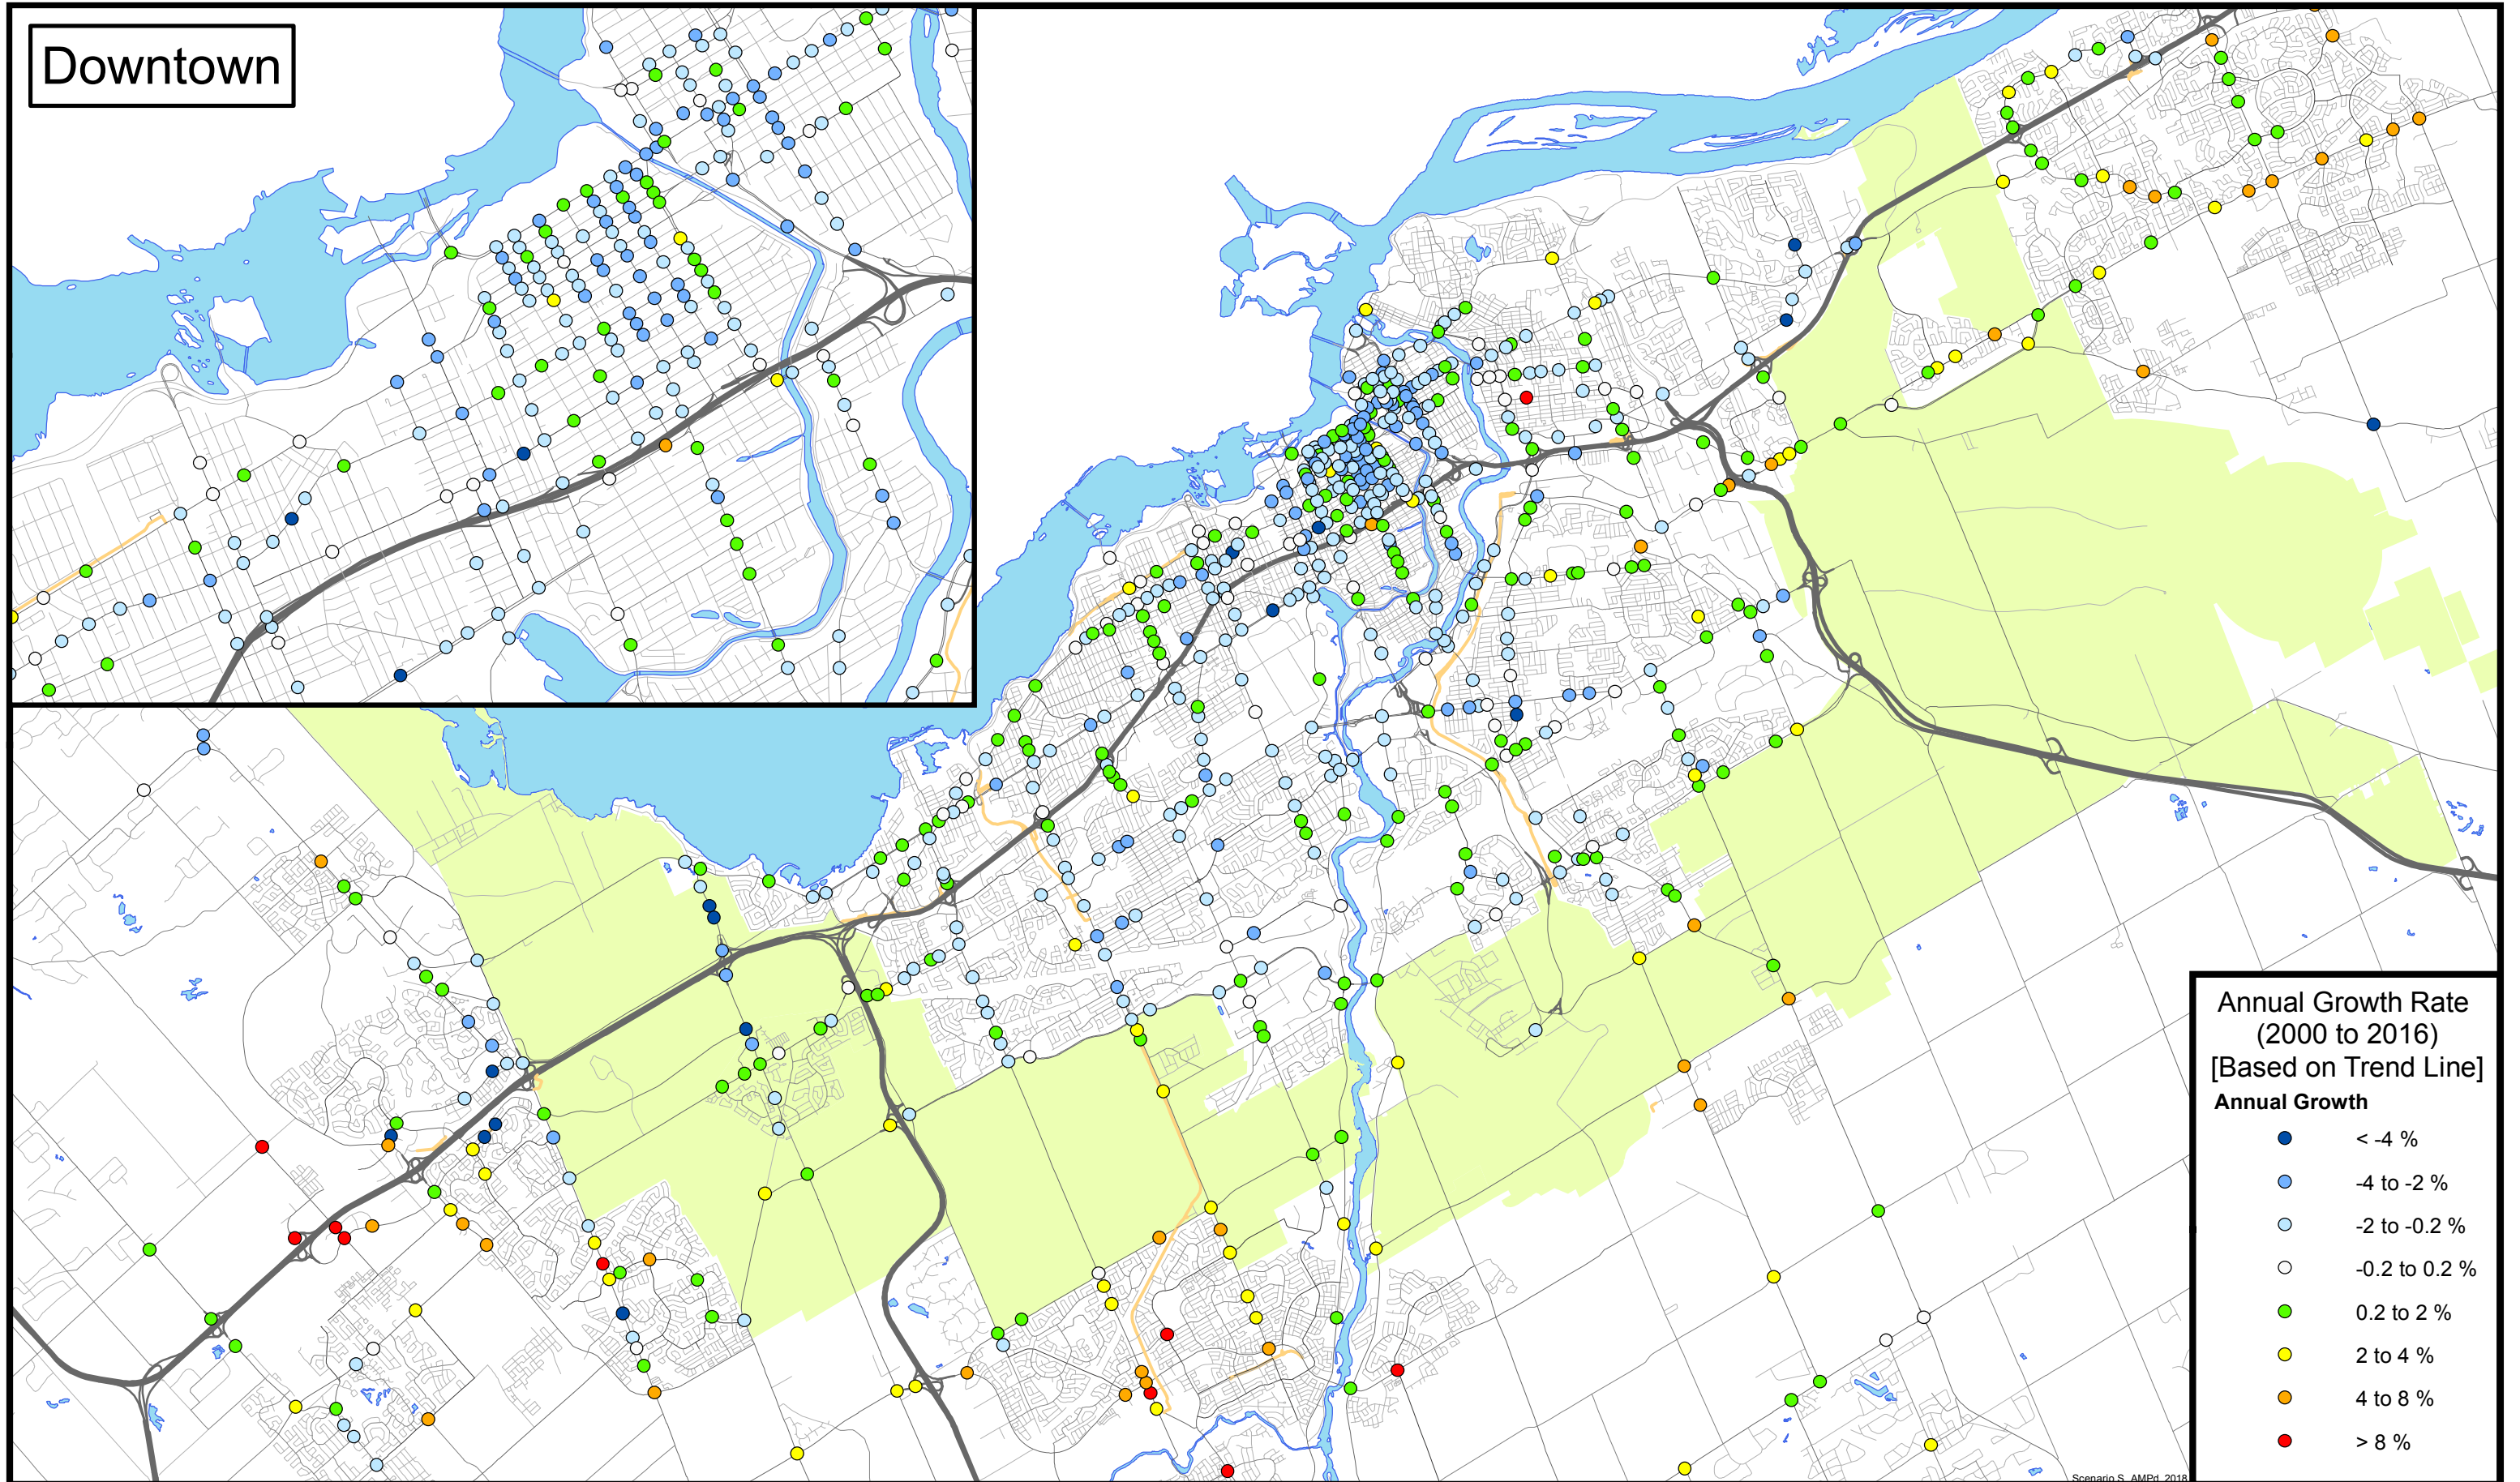 Downtown
Annual Growth Rate
(2000 to 2016)
[Based on Trend Line]
Annual Growth
< -4 %
-4 to -2 %
-2 to -0.2 %
-0.2 to 0.2 %
0.2 to 2 %
2 to 4 %
4 to 8 %
> 8 %
Scenario S, AMPd, 2018